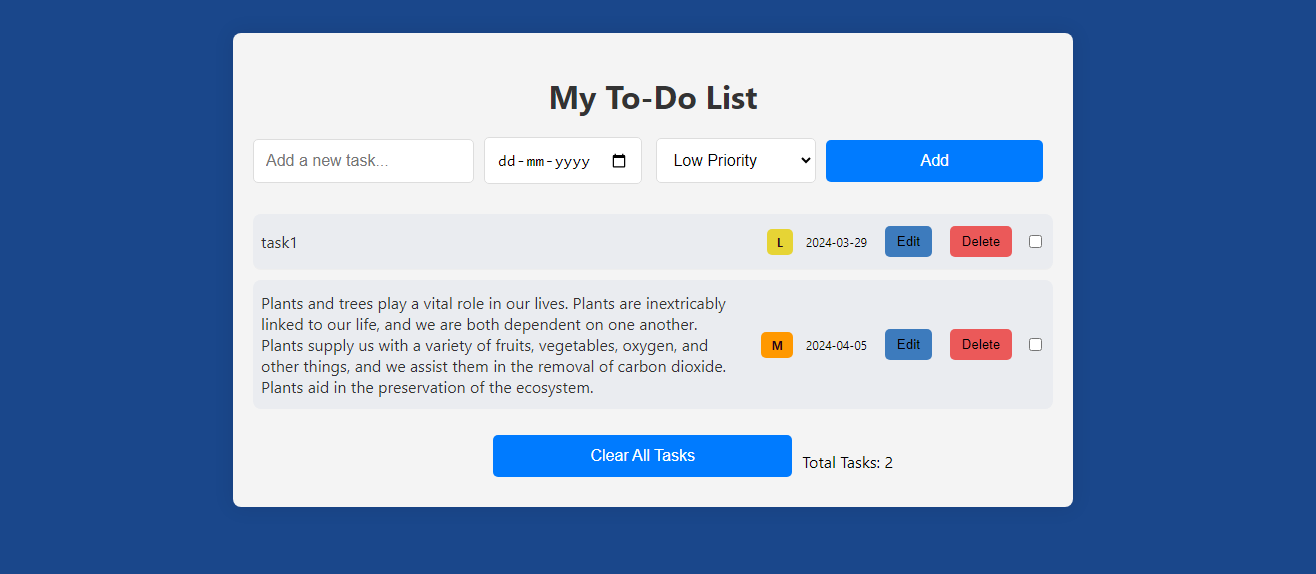 My To-Do List
Add a new task...
dd-mm-yyyy
Low Priority
Add
task1
L
2024-03-29
Edit
Delete
Plants and trees play a vital role in our lives. Plants are inextricably
linked to our life, and we are both dependent on one another.
Plants supply us with a variety of fruits, vegetables, oxygen, and
other things, and we assist them in the removal of carbon dioxide.
Plants aid in the preservation of the ecosystem.
M
2024-04-05
Edit
Delete
Clear All Tasks
Total Tasks: 2